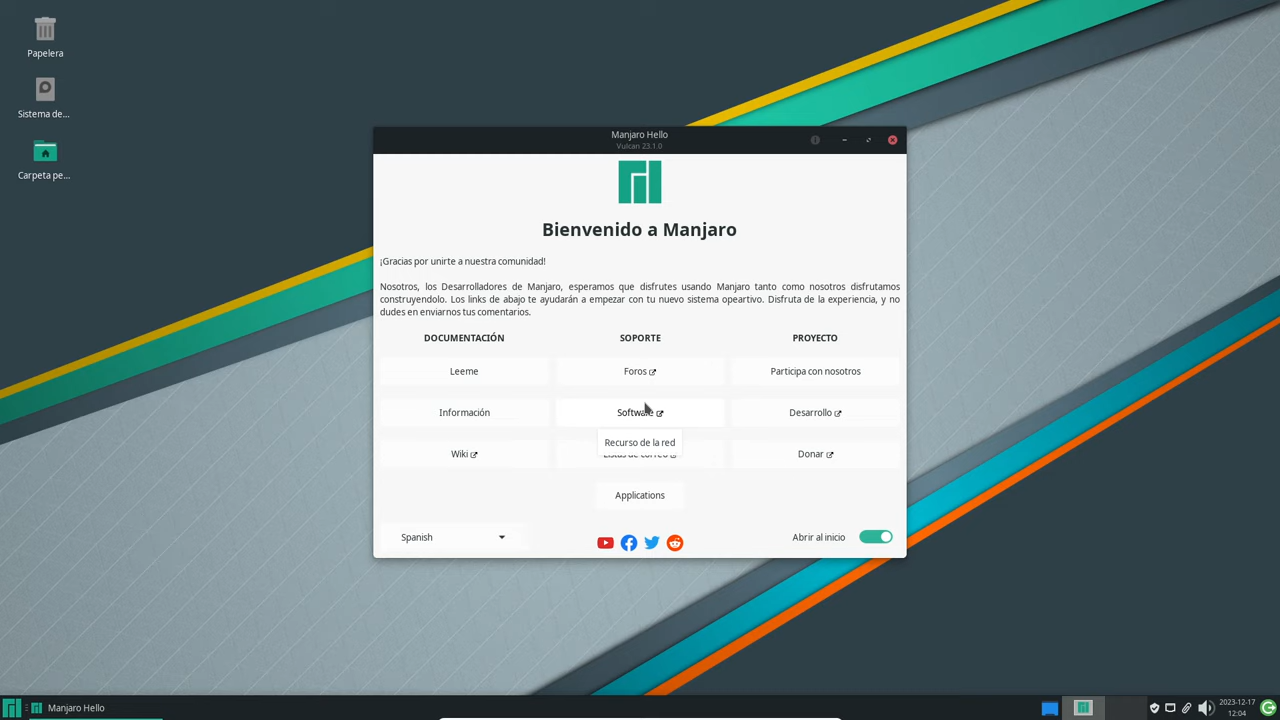 Papelera
Sistema de...
Carpeta pe...
Manjaro Hello
Vulcan 23.1.0
Bienvenido a Manjaro
¡Gracias por unirte a nuestra comunidad!
Nosotros, los Desarrolladores de Manjaro, esperamos que disfrutes usando Manjaro tanto como nosotros disfrutamos
construyendolo. Los links de abajo te ayudarán a empezar con tu nuevo sistema opeartivo. Disfruta de la experiencia, y no
dudes en enviarnos tus comentarios.
DOCUMENTACIÓN SOPORTE PROYECTO
Leeme Foros Participa con nosotros
Información Software Desarrollo
Recurso de la red
Wiki Listas de correo Donar
Applications
Spanish Abrir al inicio
Manjaro Hello
2023-12-17
12:04